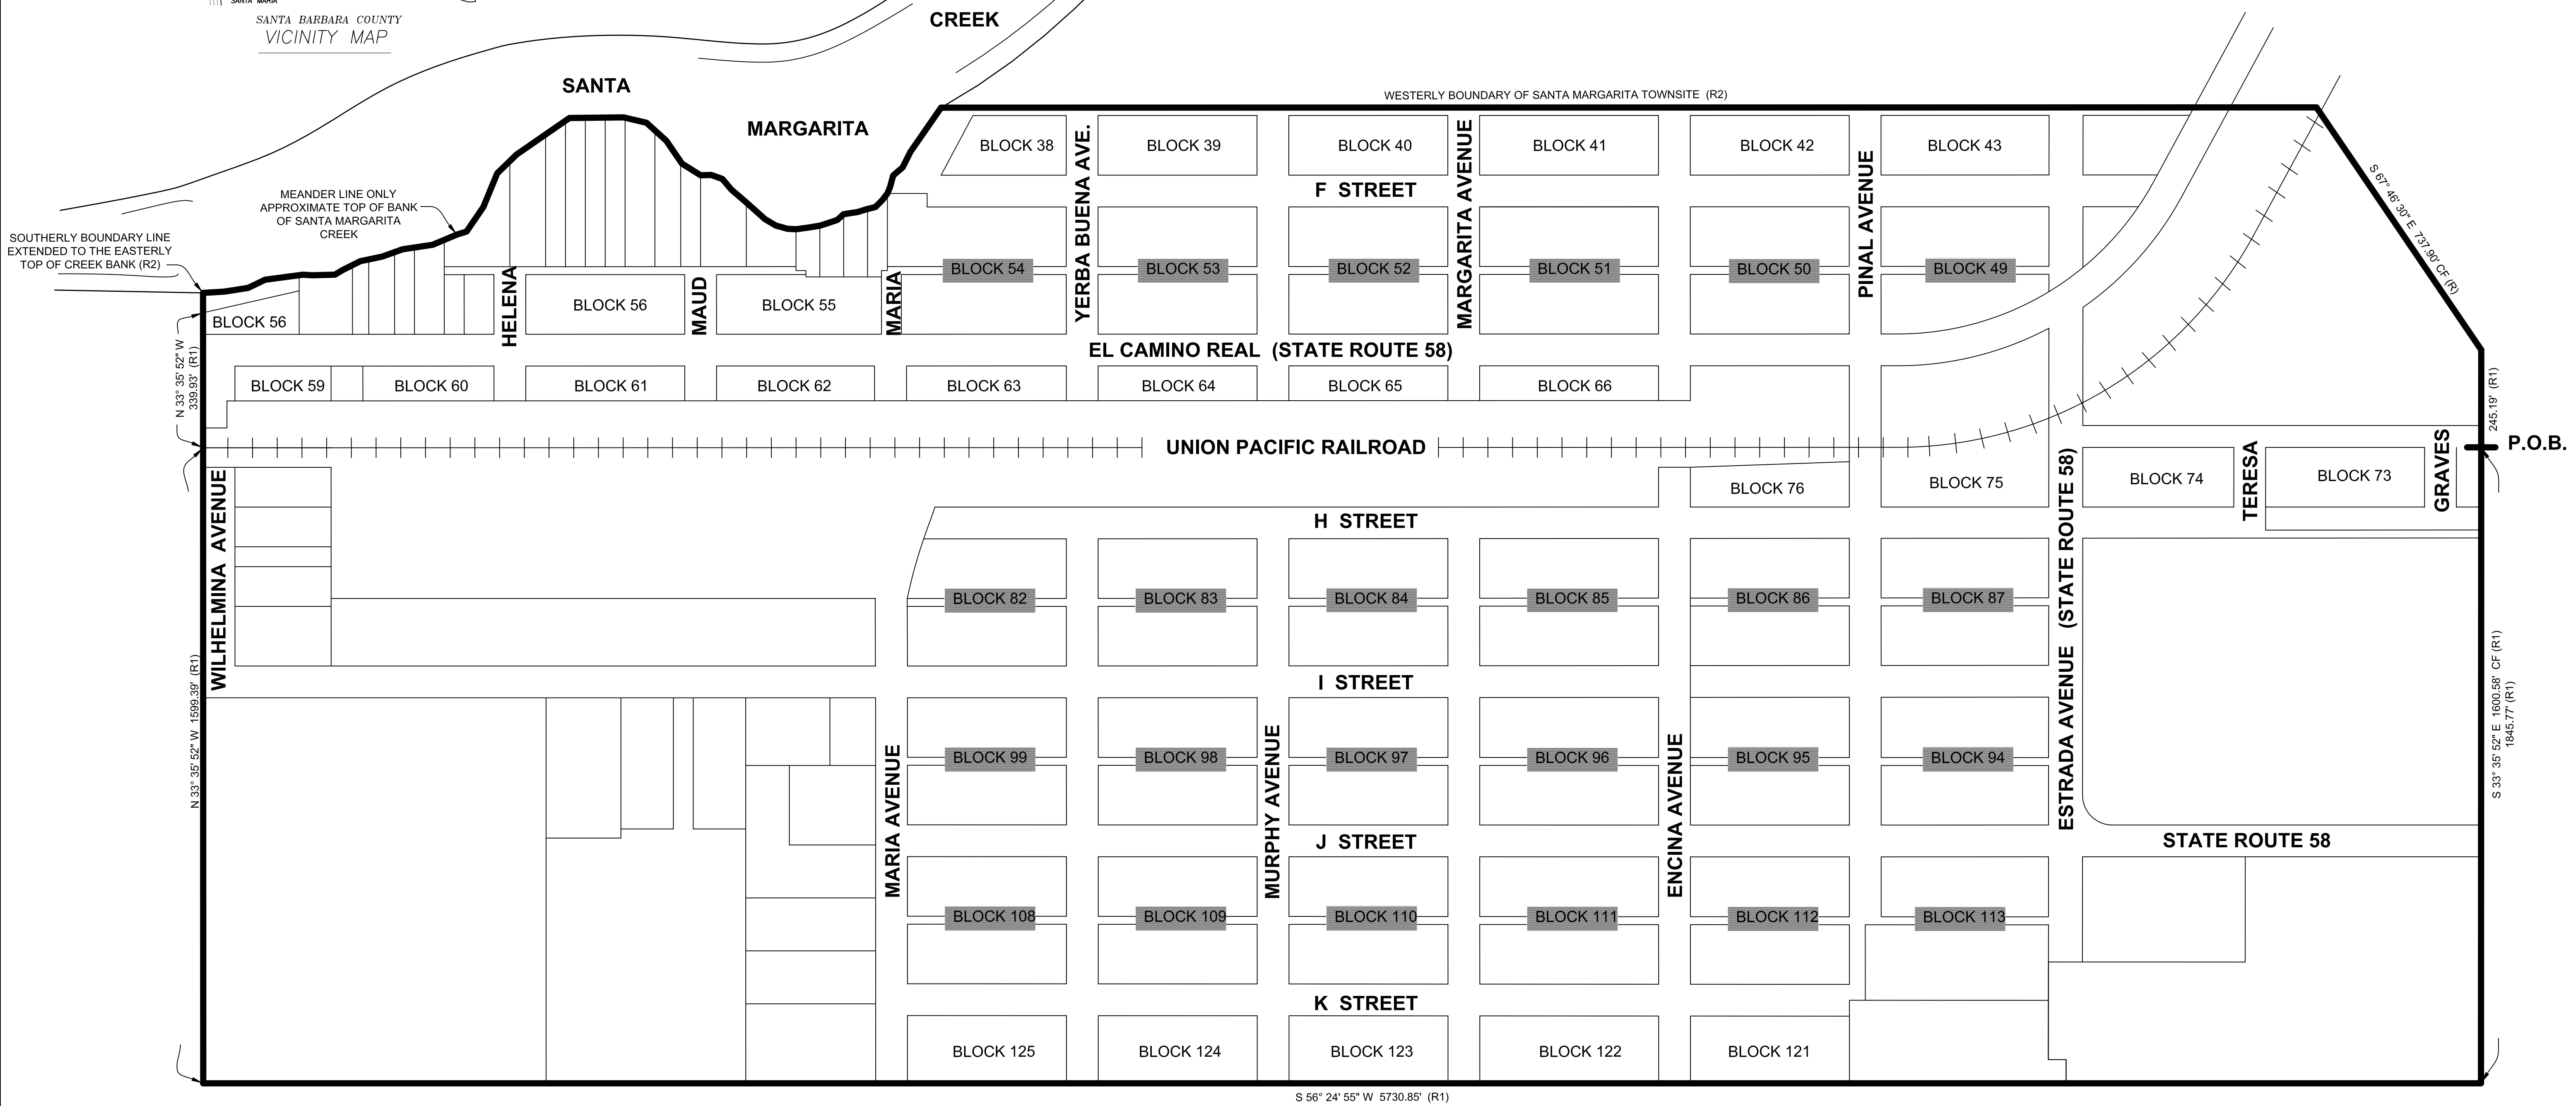 SANTA MARIA
SANTA BARBARA COUNTY
VICINITY MAP
CREEK
SANTA
MARGARITA
WESTERLY BOUNDARY OF SANTA MARGARITA TOWNSITE (R2)
MEANDER LINE ONLY
APPROXIMATE TOP OF BANK
OF SANTA MARGARITA
CREEK
SOUTHERLY BOUNDARY LINE
EXTENDED TO THE EASTERLY
TOP OF CREEK BANK (R2)
BLOCK 38
BLOCK 39
BLOCK 40
BLOCK 41
BLOCK 42
BLOCK 43
YERBA BUENA AVE.
MARGARITA AVENUE
PINAL AVENUE
F STREET
S 67° 46' 30" E 737.90' CF (R)
BLOCK 54
BLOCK 53
BLOCK 52
BLOCK 51
BLOCK 50
BLOCK 49
HELENA
MAUD
MARIA
BLOCK 56
BLOCK 56
BLOCK 55
N 33° 35' 52" W
339.93' (R1)
EL CAMINO REAL (STATE ROUTE 58)
BLOCK 59
BLOCK 60
BLOCK 61
BLOCK 62
BLOCK 63
BLOCK 64
BLOCK 65
BLOCK 66
245.19' (R1)
UNION PACIFIC RAILROAD
P.O.B.
WILHELMINA AVENUE
BLOCK 76
BLOCK 75
BLOCK 74
TERESA
BLOCK 73
GRAVES
ESTRADA AVENUE (STATE ROUTE 58)
H STREET
BLOCK 82
BLOCK 83
BLOCK 84
BLOCK 85
BLOCK 86
BLOCK 87
I STREET
N 33° 35' 52" W 1599.39' (R1)
S 33° 35' 52" E 1600.58' CF (R1)
1845.77' (R1)
MARIA AVENUE
MURPHY AVENUE
ENCINA AVENUE
BLOCK 99
BLOCK 98
BLOCK 97
BLOCK 96
BLOCK 95
BLOCK 94
J STREET
STATE ROUTE 58
BLOCK 108
BLOCK 109
BLOCK 110
BLOCK 111
BLOCK 112
BLOCK 113
K STREET
BLOCK 125
BLOCK 124
BLOCK 123
BLOCK 122
BLOCK 121
S 56° 24' 55" W 5730.85' (R1)